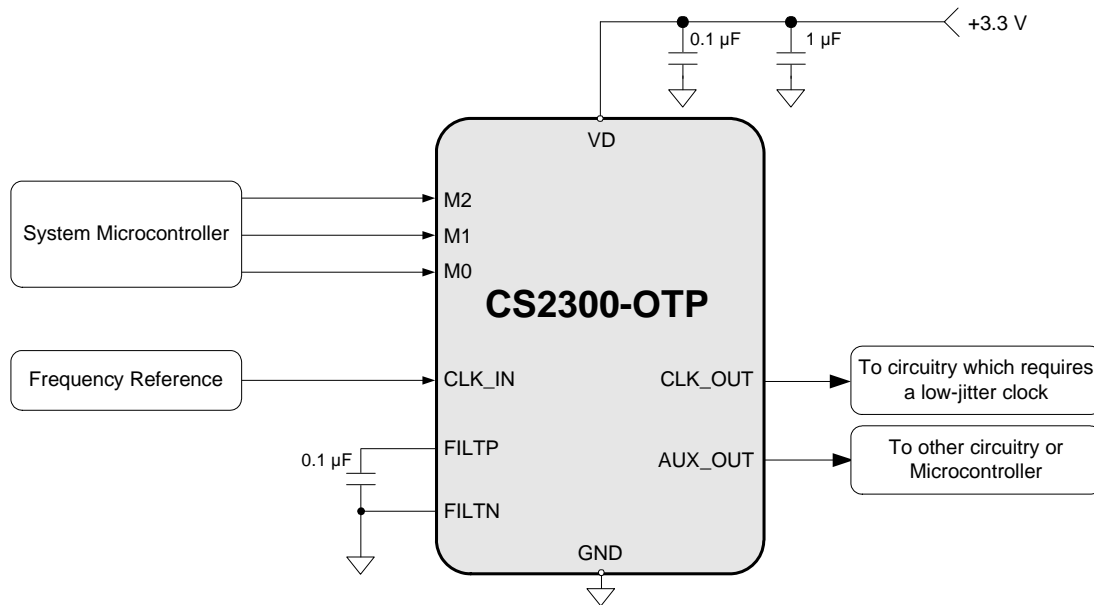 +3.3 V
0.1 µF
1 µF
VD
System Microcontroller
M2
M1
M0
CS2300-OTP
Frequency Reference
CLK_IN
CLK_OUT
To circuitry which requires
a low-jitter clock
0.1 µF
FILTP
AUX_OUT
To other circuitry or
Microcontroller
FILTN
GND